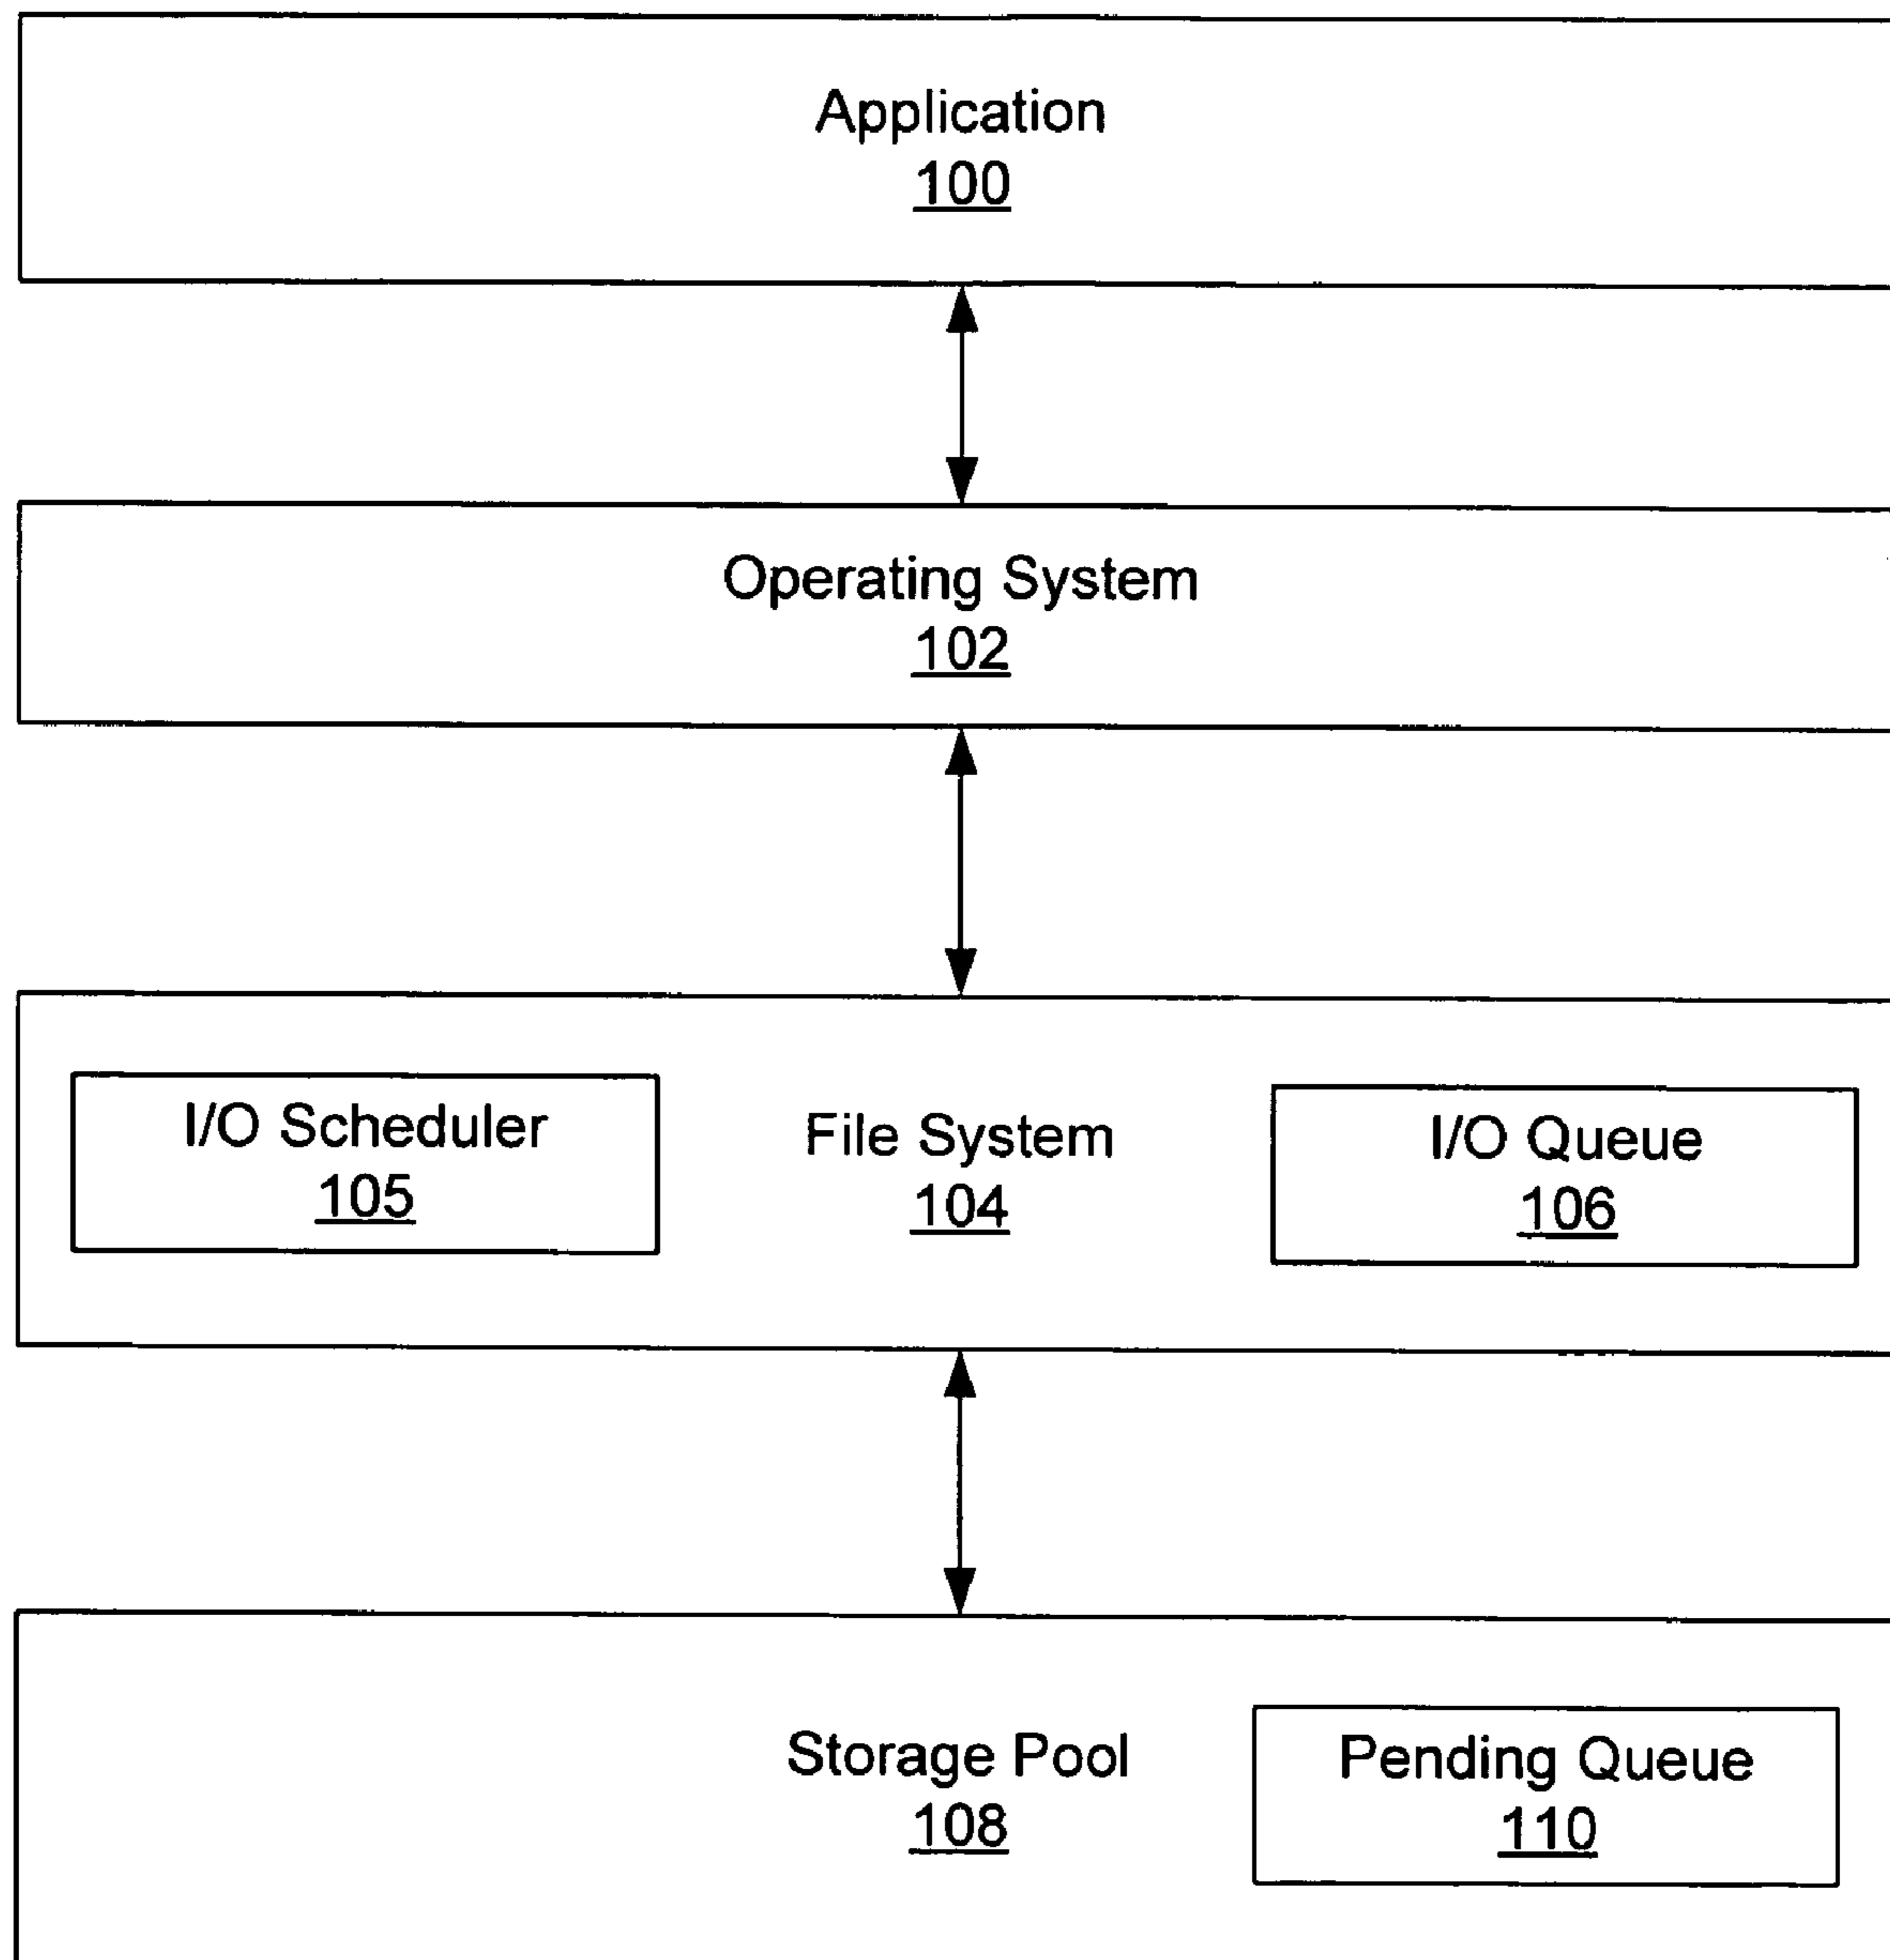 Application
100
Operating System
102
I/O Scheduler
105
File System
104
I/O Queue
106
Storage Pool
108
Pending Queue
110